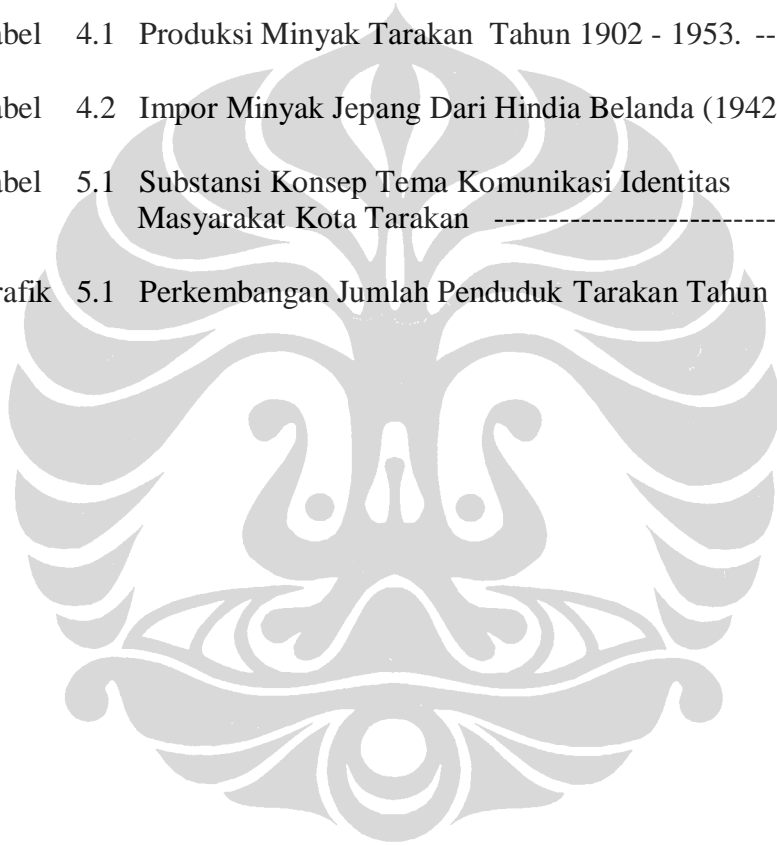 abel 4.1 Produksi Minyak Tarakan Tahun 1902 - 1953. --
abel 4.2 Impor Minyak Jepang Dari Hindia Belanda (1942
abel 5.1 Substansi Konsep Tema Komunikasi Identitas
Masyarakat Kota Tarakan --------------------------
rafik 5.1 Perkembangan Jumlah Penduduk Tarakan Tahun